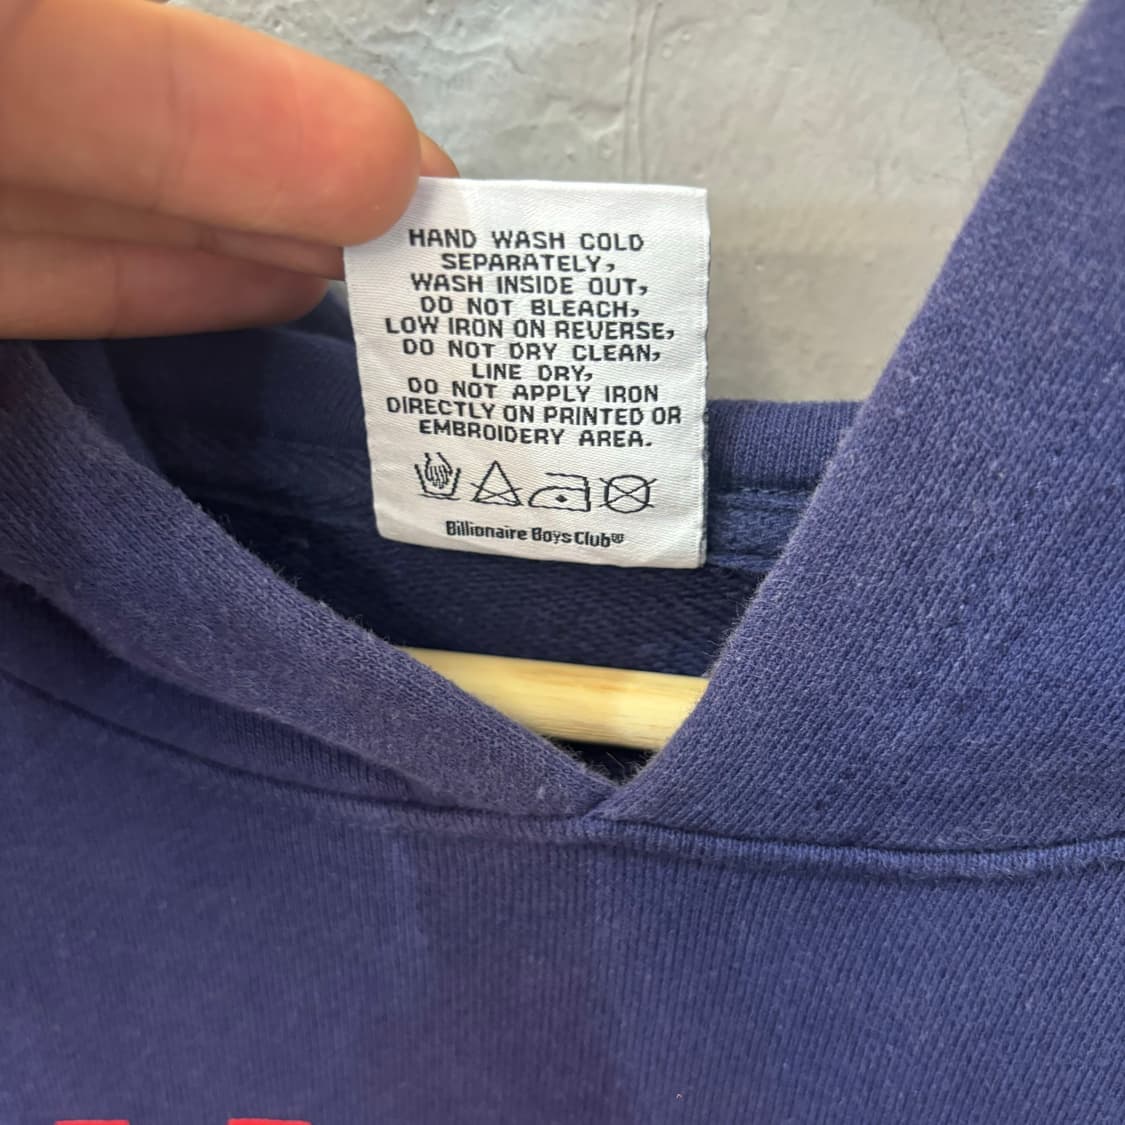 HAND WASH COLD
SEPARATELY,
WASH INSIDE OUT,
DO NOT BLEACH,
LOW IRON ON REVERSE,
DO NOT DRY CLEAN,
LINE DRY,
DO NOT APPLY IRON
DIRECTLY ON PRINTED OR
EMBROIDERY AREA.
Billionaire Boys Club